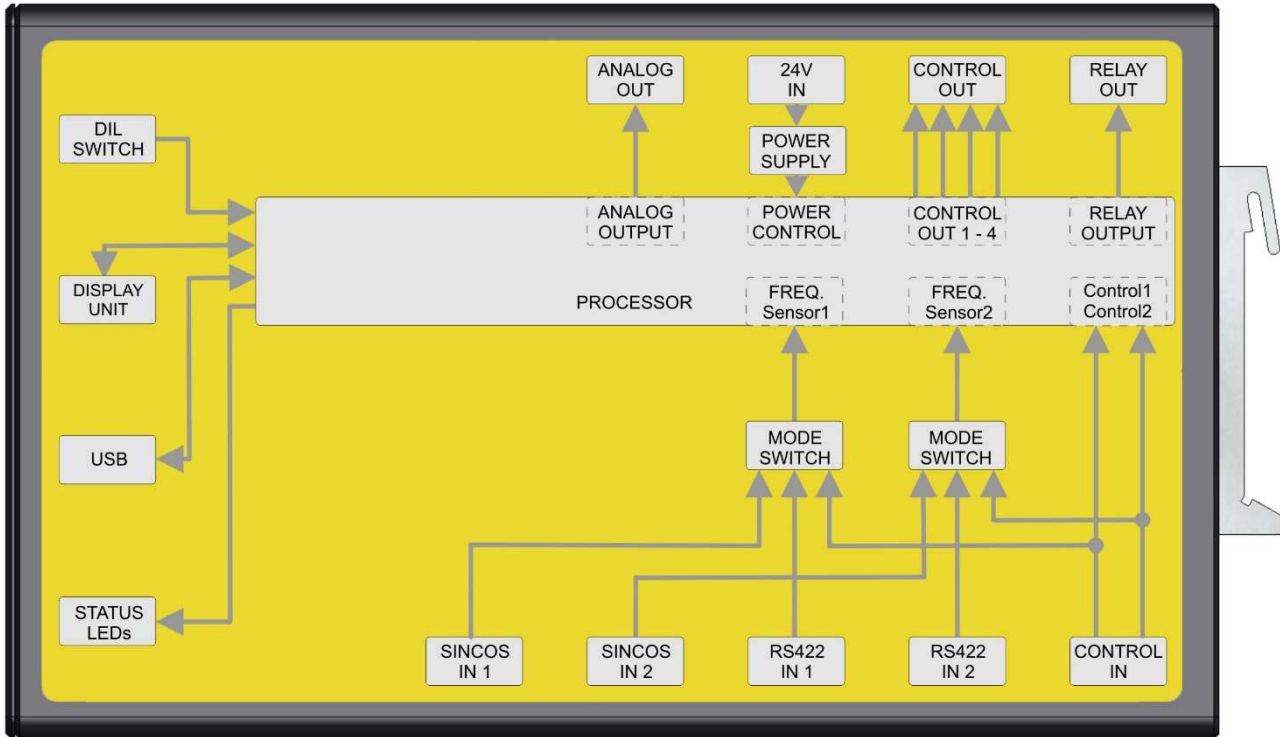 ANALOG
OUT
24V
IN
CONTROL
OUT
RELAY
OUT
DIL
SWITCH
POWER
SUPPLY
ANALOG
OUTPUT
POWER
CONTROL
CONTROL
OUT 1 - 4
RELAY
OUTPUT
DISPLAY
UNIT
PROCESSOR
FREQ.
Sensor1
FREQ.
Sensor2
Control1
Control2
USB
MODE
SWITCH
MODE
SWITCH
STATUS
LEDs
SINCOS
IN 1
SINCOS
IN 2
RS422
IN 1
RS422
IN 2
CONTROL
IN